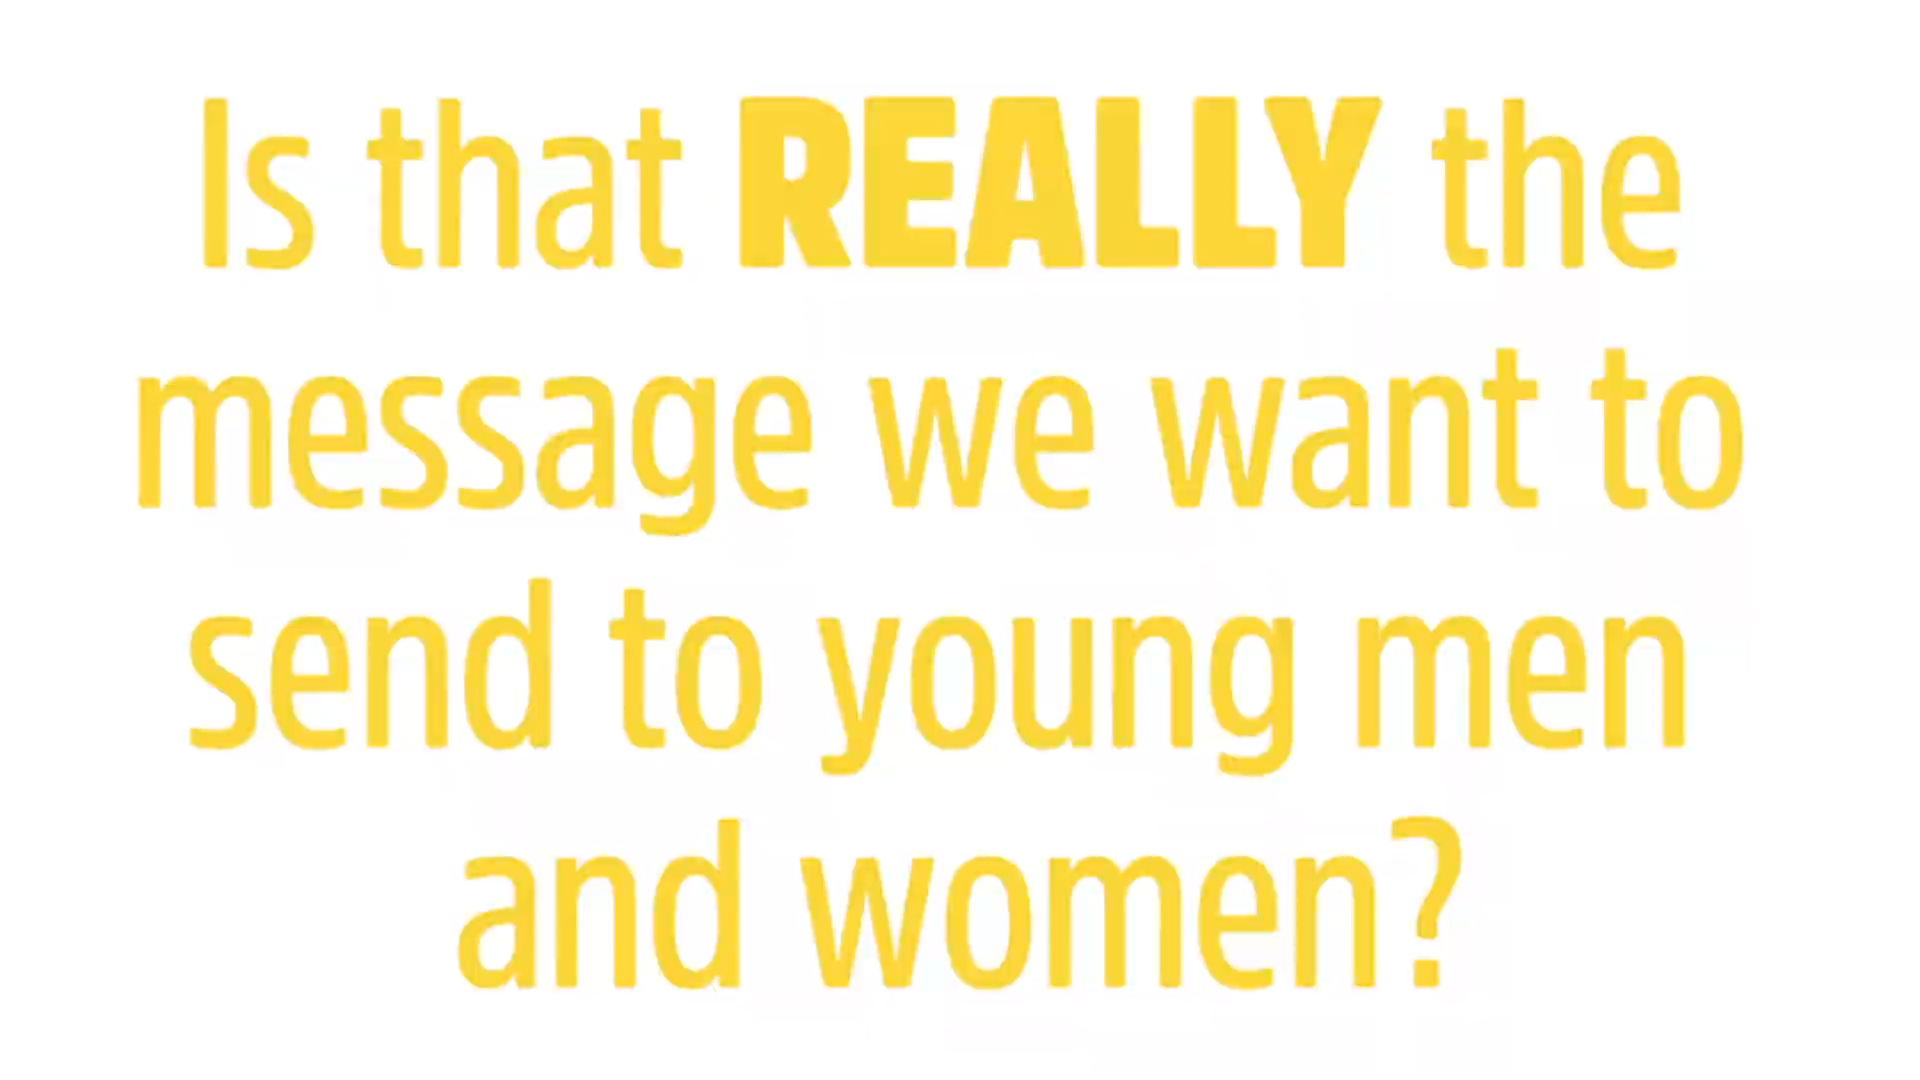 Is that REALLY the
message we want to
send to young men
and women?